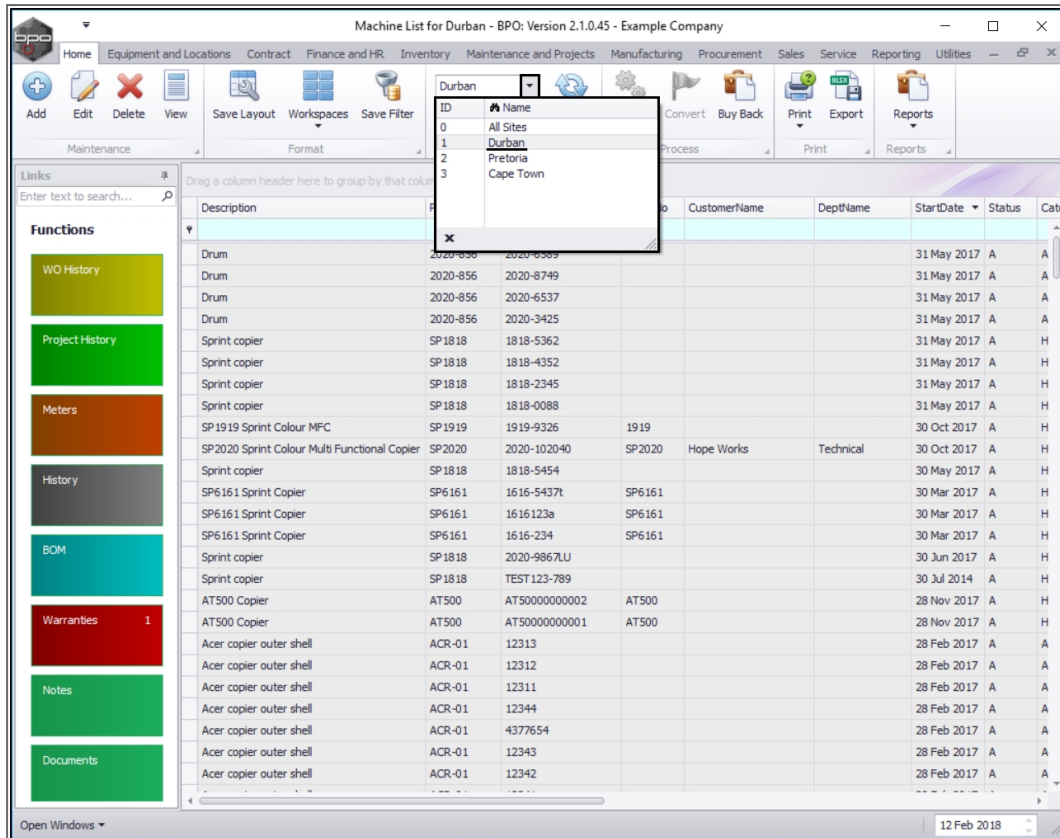 Machine List for Durban - BPO: Version 2.1.0.45 - Example Company
bpo
Home Equipment and Locations Contract Finance and HR Inventory Maintenance and Projects Manufacturing Procurement Sales Service Reporting Utilities
Durban
Add Edit Delete View Save Layout Workspaces Save Filter Convert Buy Back Print Export Reports
Maintenance Format Process Print Reports
ID Name
0 All Sites
1 Durban
2 Pretoria
3 Cape Town
Links
Enter text to search...
Functions
WO History
Project History
Meters
History
BOM
Warranties 1
Notes
Documents
Drag a column header here to group by that colum
Description CustomerName DeptName StartDate Status Cat
Drum 2020-856 2020-6589 31 May 2017 A A
Drum 2020-856 2020-8749 31 May 2017 A A
Drum 2020-856 2020-6537 31 May 2017 A A
Drum 2020-856 2020-3425 31 May 2017 A A
Sprint copier SP1818 1818-5362 31 May 2017 A H
Sprint copier SP1818 1818-4352 31 May 2017 A H
Sprint copier SP1818 1818-2345 31 May 2017 A H
Sprint copier SP1818 1818-0088 31 May 2017 A H
SP1919 Sprint Colour MFC SP1919 1919-9326 1919 30 Oct 2017 A H
SP2020 Sprint Colour Multi Functional Copier SP2020 2020-102040 SP2020 Hope Works Technical 30 Oct 2017 A H
Sprint copier SP1818 1818-5454 30 May 2017 A H
SP6161 Sprint Copier SP6161 1616-5437t SP6161 30 Mar 2017 A H
SP6161 Sprint Copier SP6161 1616123a SP6161 30 Mar 2017 A H
SP6161 Sprint Copier SP6161 1616-234 SP6161 30 Mar 2017 A H
Sprint copier SP1818 2020-9867LU 30 Jun 2017 A H
Sprint copier SP1818 TEST123-789 30 Jul 2014 A H
AT500 Copier AT500 AT50000000002 AT500 28 Nov 2017 A H
AT500 Copier AT500 AT50000000001 AT500 28 Nov 2017 A H
Acer copier outer shell ACR-01 12313 28 Feb 2017 A A
Acer copier outer shell ACR-01 12312 28 Feb 2017 A A
Acer copier outer shell ACR-01 12311 28 Feb 2017 A A
Acer copier outer shell ACR-01 12344 28 Feb 2017 A A
Acer copier outer shell ACR-01 4377654 28 Feb 2017 A A
Acer copier outer shell ACR-01 12343 28 Feb 2017 A A
Acer copier outer shell ACR-01 12342 28 Feb 2017 A A
Open Windows 12 Feb 2018